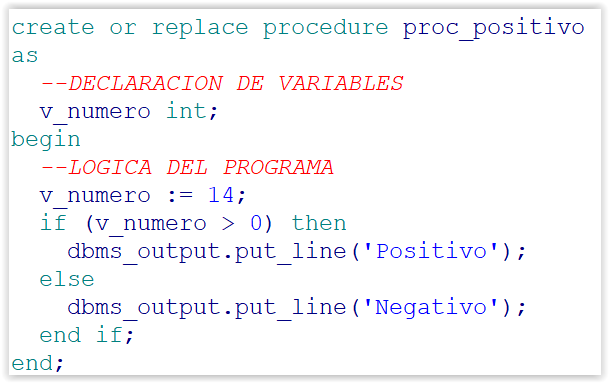 create or replace procedure proc_positivo
as
  --DECLARACION DE VARIABLES
  v_numero int;
begin
  --LOGICA DEL PROGRAMA
  v_numero := 14;
  if (v_numero > 0) then
    dbms_output.put_line('Positivo');
  else
    dbms_output.put_line('Negativo');
  end if;
end;